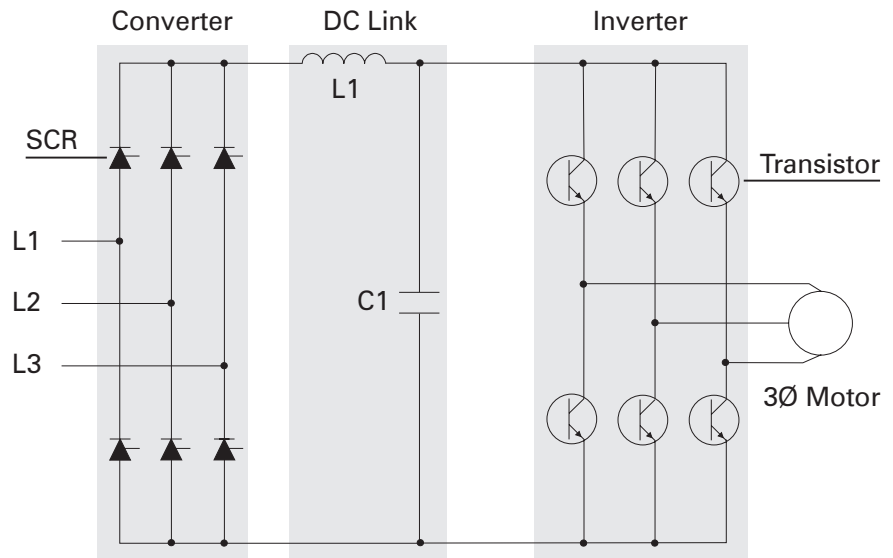 Converter
DC Link
Inverter
L1
SCR
Transistor
L1
L2
C1
L3
3Ø Motor